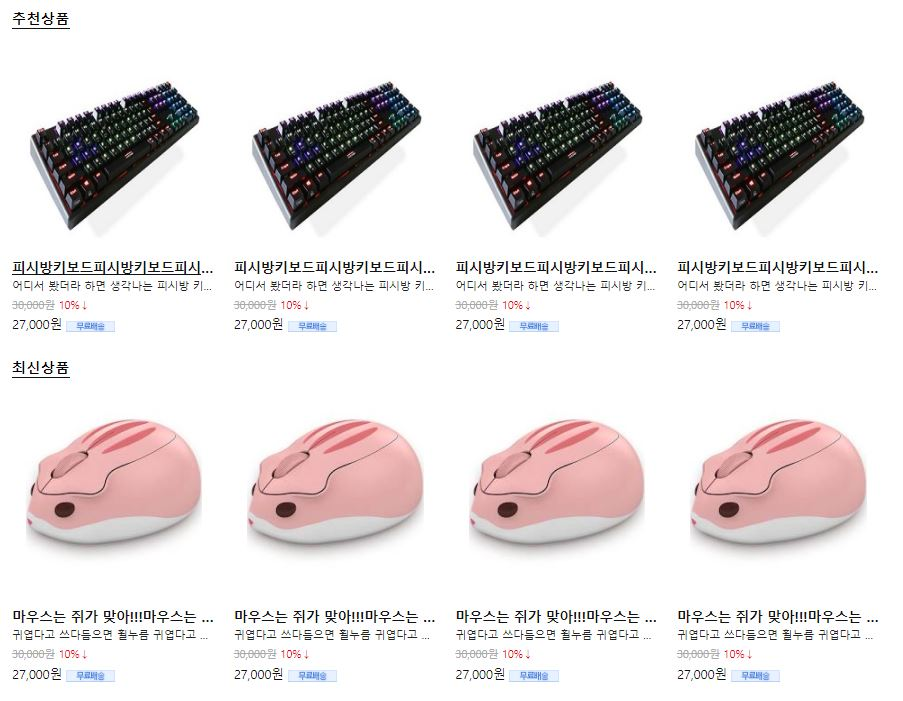 추천상품
피시방키보드피시방키보드피시...
어디서 봤더라 하면 생각나는 피시방 키...
30,000원 10%↓
27,000원 무료배송
피시방키보드피시방키보드피시...
어디서 봤더라 하면 생각나는 피시방 키...
30,000원 10%↓
27,000원 무료배송
피시방키보드피시방키보드피시...
어디서 봤더라 하면 생각나는 피시방 키...
30,000원 10%↓
27,000원 무료배송
피시방키보드피시방키보드피시...
어디서 봤더라 하면 생각나는 피시방 키...
30,000원 10%↓
27,000원 무료배송
최신상품
마우스는 쥐가 맞아!!!마우스는 ...
귀엽다고 쓰다듬으면 휠누름 귀엽다고 ...
30,000원 10%↓
27,000원 무료배송
마우스는 쥐가 맞아!!!마우스는 ...
귀엽다고 쓰다듬으면 휠누름 귀엽다고 ...
30,000원 10%↓
27,000원 무료배송
마우스는 쥐가 맞아!!!마우스는 ...
귀엽다고 쓰다듬으면 휠누름 귀엽다고 ...
30,000원 10%↓
27,000원 무료배송
마우스는 쥐가 맞아!!!마우스는 ...
귀엽다고 쓰다듬으면 휠누름 귀엽다고 ...
30,000원 10%↓
27,000원 무료배송